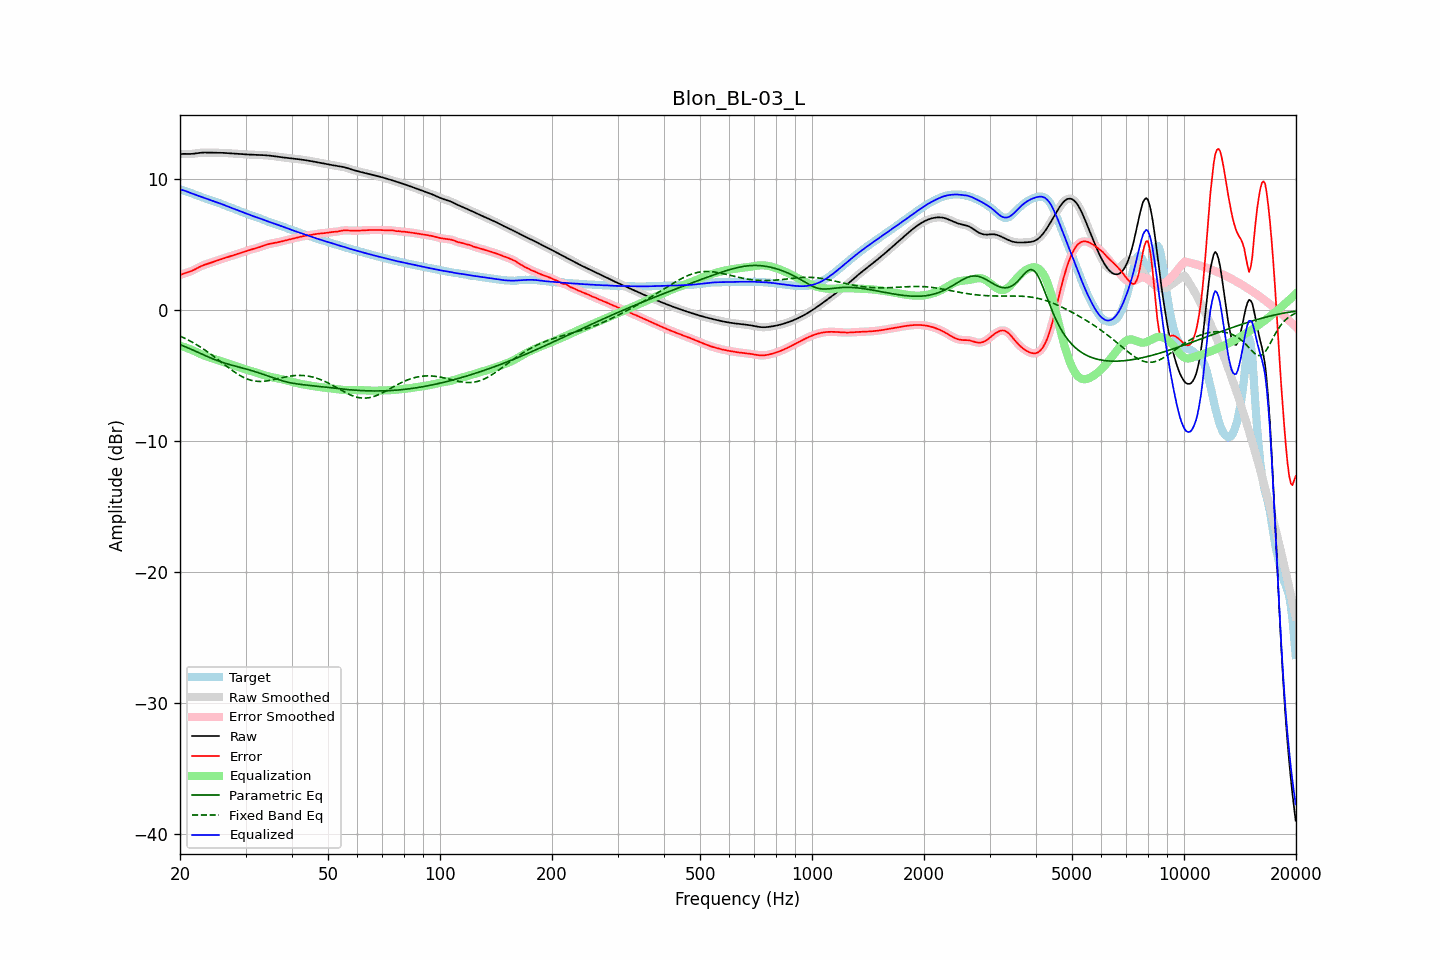 Blon_BL-03_L
Amplitude (dBr)
10
0
−10
−20
−30
−40
Target
Raw Smoothed
Error Smoothed
Raw
Error
Equalization
Parametric Eq
Fixed Band Eq
Equalized
20 50 100 200 500 1000 2000 5000 10000 20000
Frequency (Hz)